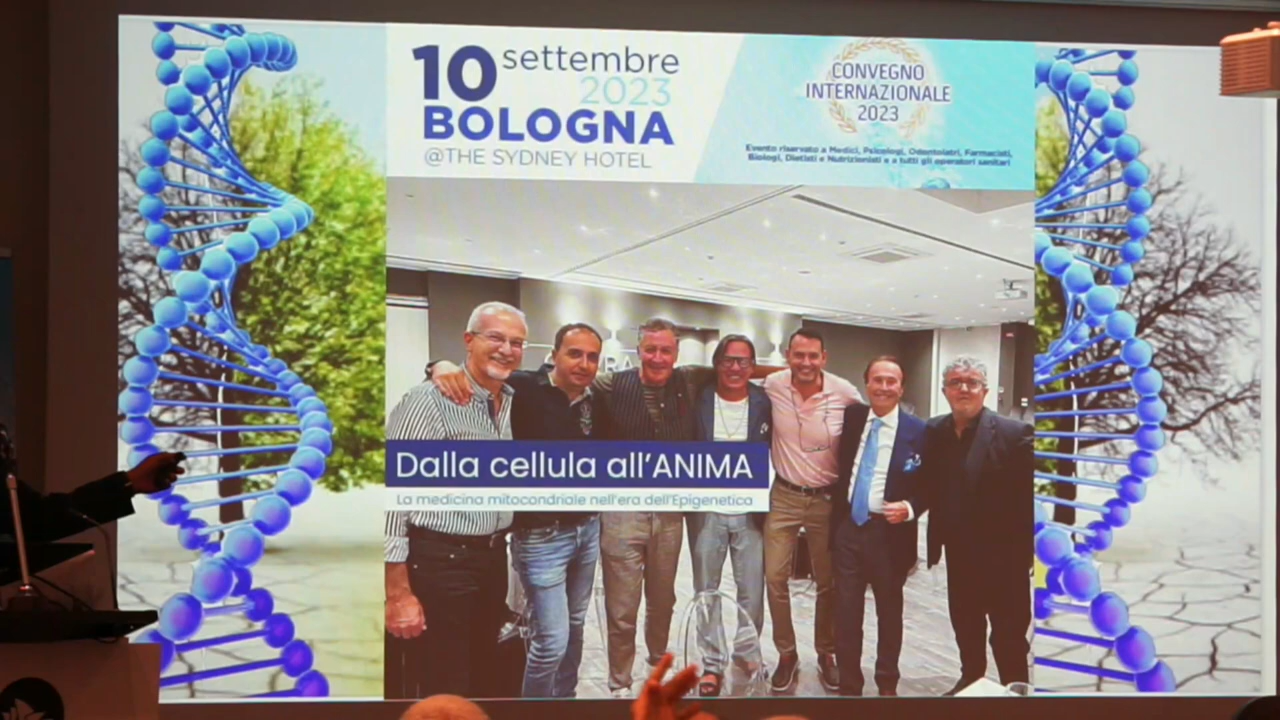 10 settembre
2023
BOLOGNA
@THE SYDNEY HOTEL
CONVEGNO
INTERNAZIONALE
2023
Evento riservato a Medici, Psicologi, Odontoiatri, Farmacisti,
Biologi, Dietisti e Nutrizionisti e a tutti gli operatori sanitari
Dalla cellula all'ANIMA
La medicina mitocondriale nell'era dell'Epigenetica